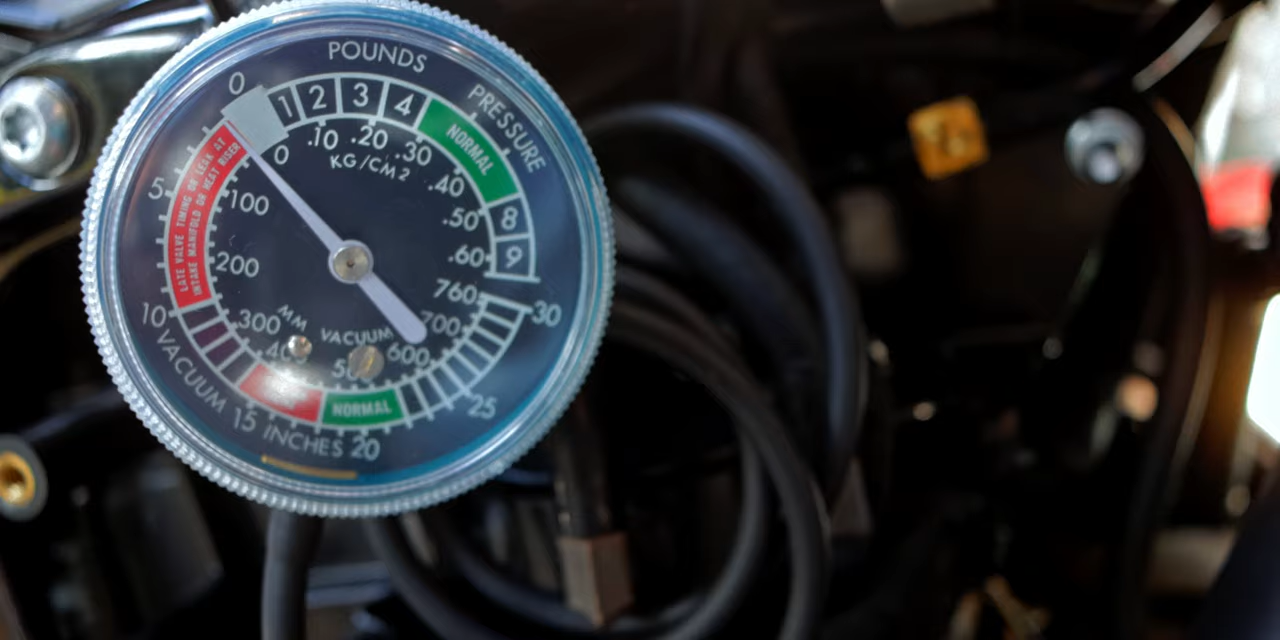 POUNDS
PRESSURE
0
1 2 3 4 NORMAL 8 9
0 .10 .20 .30 .40 .50 .60
KG/CM2
5
10
15
20
25
30
LATE VALVE TIMING OR LEAK AT
INTAKE MANIFOLD OR HEAT RISER
100
200
300
600
700
760
MM VACUUM
NORMAL
VACUUM INCHES